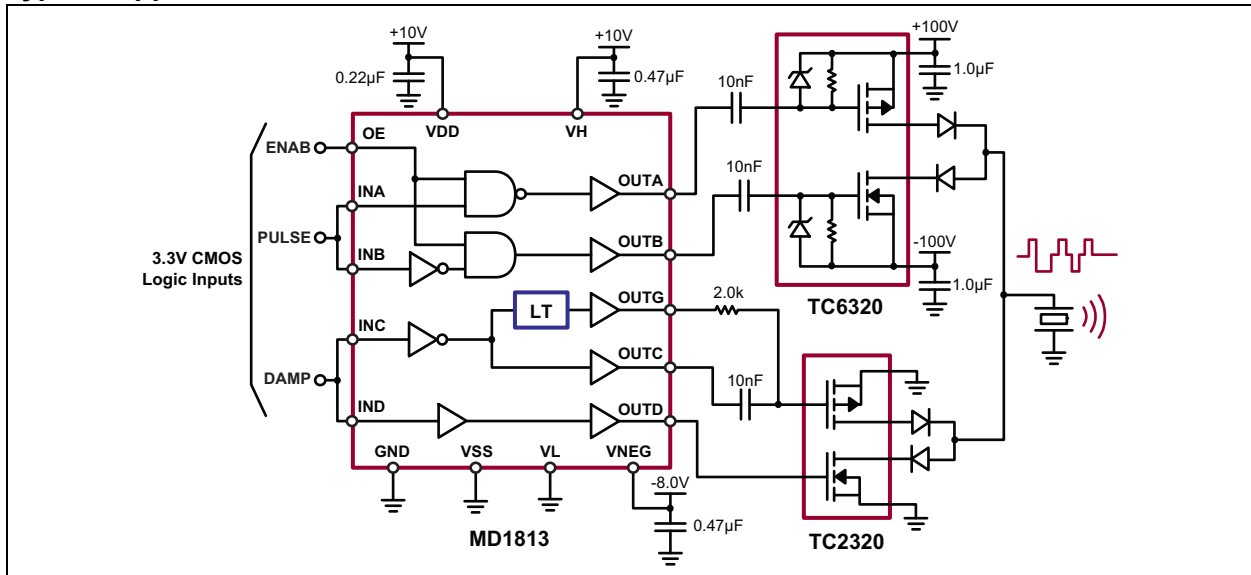 +10V
+10V
+100V
0.22µF
0.47µF
1.0µF
10nF
VDD
VH
OE
ENAB
INA
OUTA
10nF
PULSE
3.3V CMOS
Logic Inputs
INB
OUTB
-100V
1.0µF
TC6320
LT
OUTG
2.0k
INC
OUTC
10nF
DAMP
IND
OUTD
GND
VSS
VL
VNEG
-8.0V
0.47µF
MD1813
TC2320